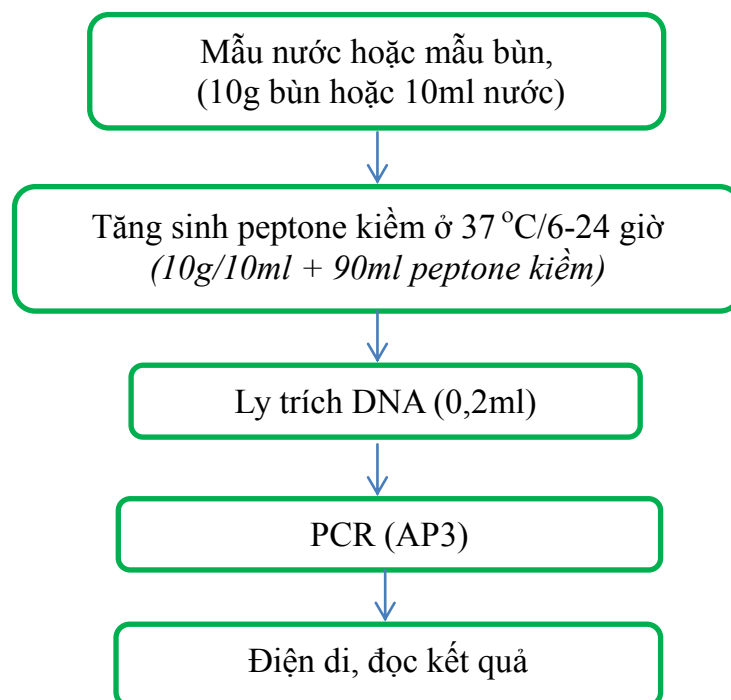 Mẫu nước hoặc mẫu bùn,
(10g bùn hoặc 10ml nước)
Tăng sinh peptone kiềm ở 37 °C/6-24 giờ
(10g/10ml + 90ml peptone kiềm)
Ly trích DNA (0,2ml)
PCR (AP3)
Điện di, đọc kết quả